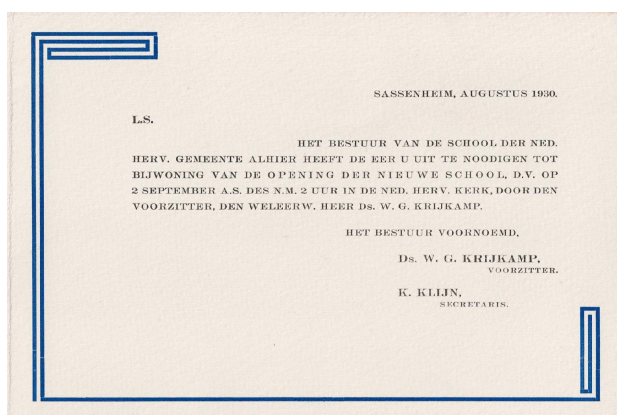 SASSENHEIM, AUGUSTUS 1930.
L.S.
HET BESTUUR VAN DE SCHOOL DER NED.
HERV. GEMEENTE ALHIER HEEFT DE EER U UIT TE NOODIGEN TOT
BIJWONING VAN DE OPENING DER NIEUWE SCHOOL, D.V. OP
2 SEPTEMBER A.S. DES N.M. 2 UUR IN DE NED. HERV. KERK, DOOR DEN
VOORZITTER, DEN WELEERW. HEER Ds. W. G. KRIJKAMP.
HET BESTUUR VOORNOEMD,
Ds. W. G. KRIJKAMP,
VOORZITTER.
K. KLIJN,
SECRETARIS.